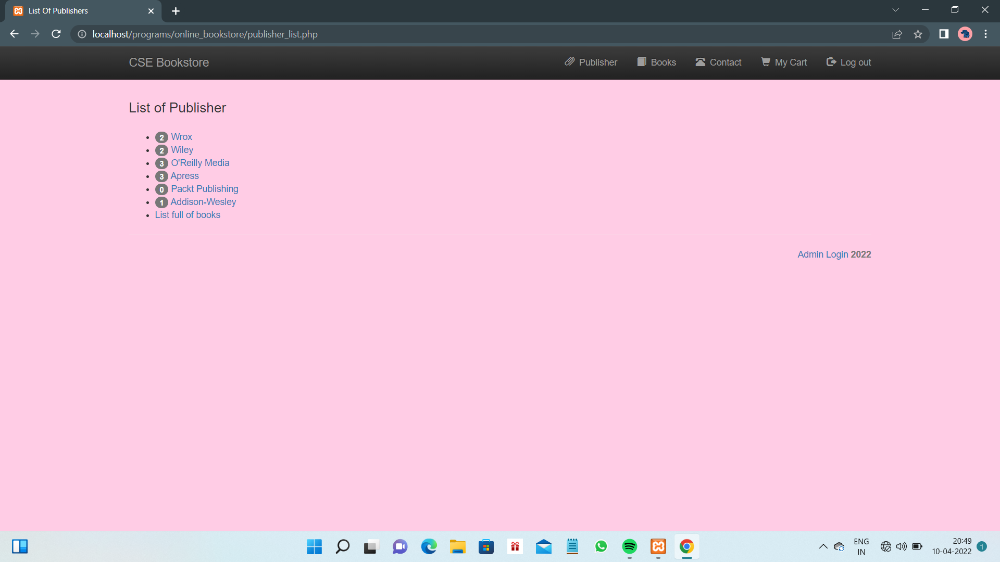 List Of Publishers
localhost/programs/online_bookstore/publisher_list.php
CSE Bookstore
Publisher
Books
Contact
My Cart
Log out
List of Publisher
2 Wrox
2 Wiley
3 O'Reilly Media
3 Apress
0 Packt Publishing
1 Addison-Wesley
List full of books
Admin Login 2022
ENG
IN
20:49
10-04-2022
1